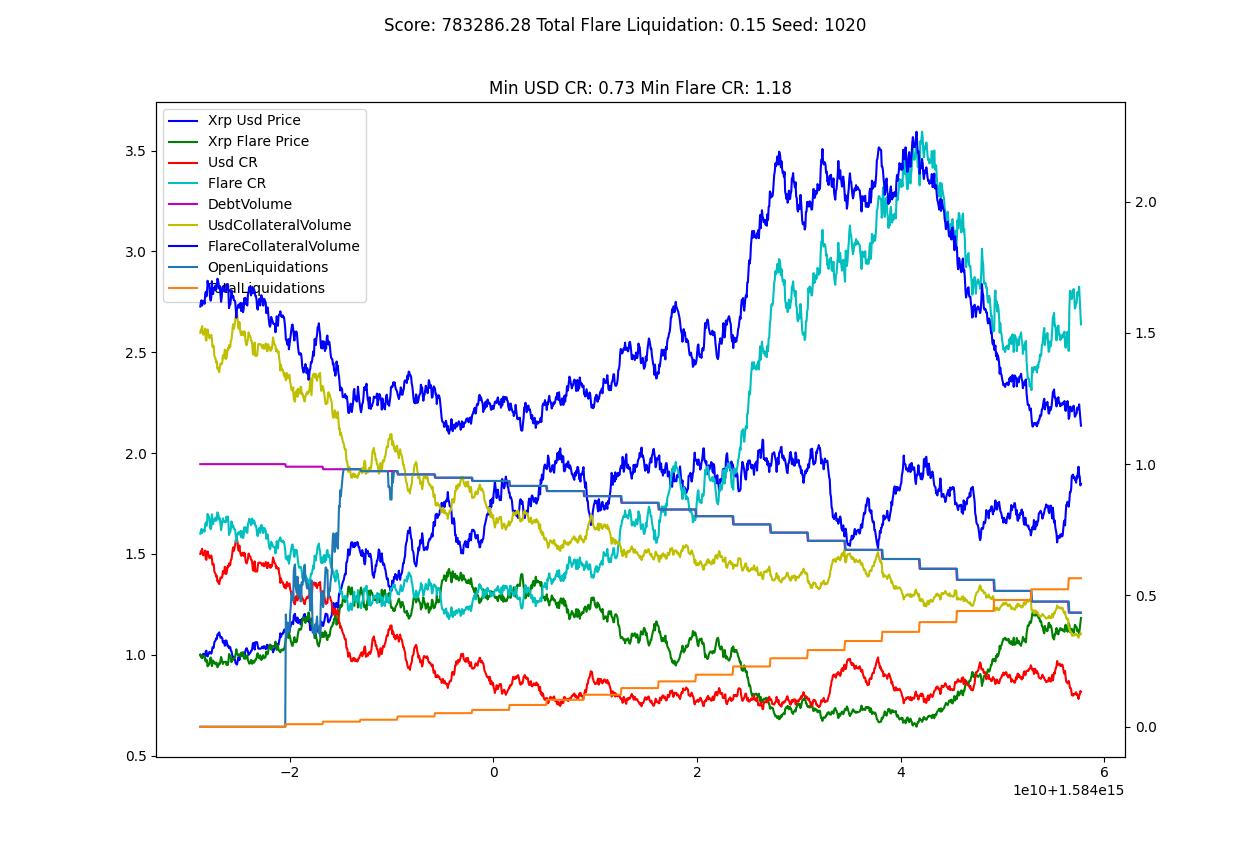 Score: 783286.28 Total Flare Liquidation: 0.15 Seed: 1020
Min USD CR: 0.73 Min Flare CR: 1.18
Xrp Usd Price
Xrp Flare Price
Usd CR
Flare CR
DebtVolume
UsdCollateralVolume
FlareCollateralVolume
OpenLiquidations
TotalLiquidations
3.5
3.0
2.5
2.0
1.5
1.0
0.5
2.0
1.5
1.0
0.5
0.0
−2
0
2
4
6
1e10+1.584e15